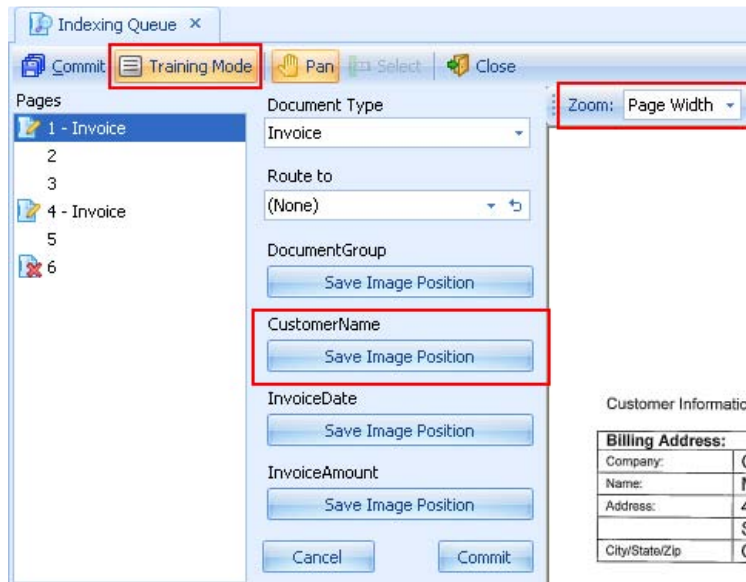 Indexing Queue
Commit Training Mode Pan Select Close
Pages
1 - Invoice
2
3
4 - Invoice
5
6
Document Type
Invoice
Route to
(None)
DocumentGroup
Save Image Position
CustomerName
Save Image Position
InvoiceDate
Save Image Position
InvoiceAmount
Save Image Position
Cancel Commit
Zoom: Page Width
Customer
Billing Address:
Company:
Name:
Address:
City/State/Zip